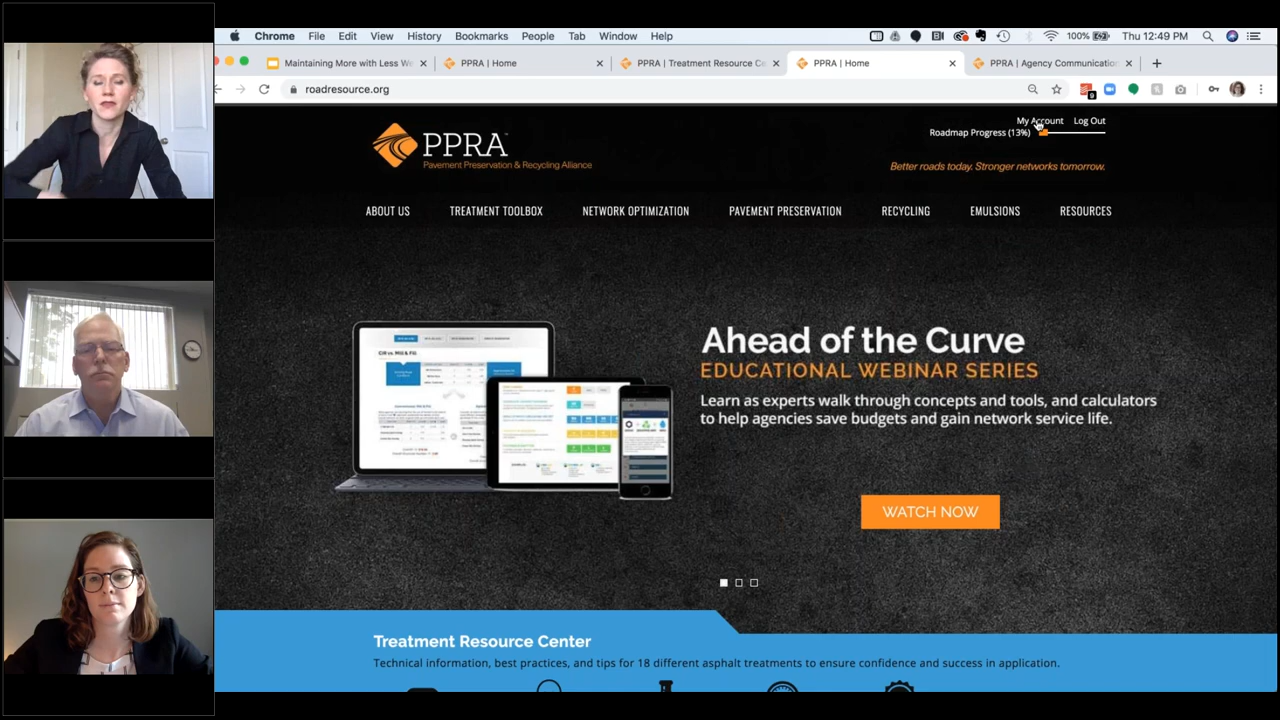 Chrome File Edit View History Bookmarks People Tab Window Help 100% Thu 12:49 PM
Maintaining More with Less We
PPRA | Home
PPRA | Treatment Resource Ce
PPRA | Home
PPRA | Agency Communication
roadresource.org
My Account Log Out
Roadmap Progress (13%)
PPRA
Pavement Preservation & Recycling Alliance
Better roads today. Stronger networks tomorrow.
ABOUT US TREATMENT TOOLBOX NETWORK OPTIMIZATION PAVEMENT PRESERVATION RECYCLING EMULSIONS RESOURCES
Ahead of the Curve
EDUCATIONAL WEBINAR SERIES
Learn as experts walk through concepts and tools, and calculators
to help agencies save budgets and gain network service life.
WATCH NOW
Treatment Resource Center
Technical information, best practices, and tips for 18 different asphalt treatments to ensure confidence and success in application.